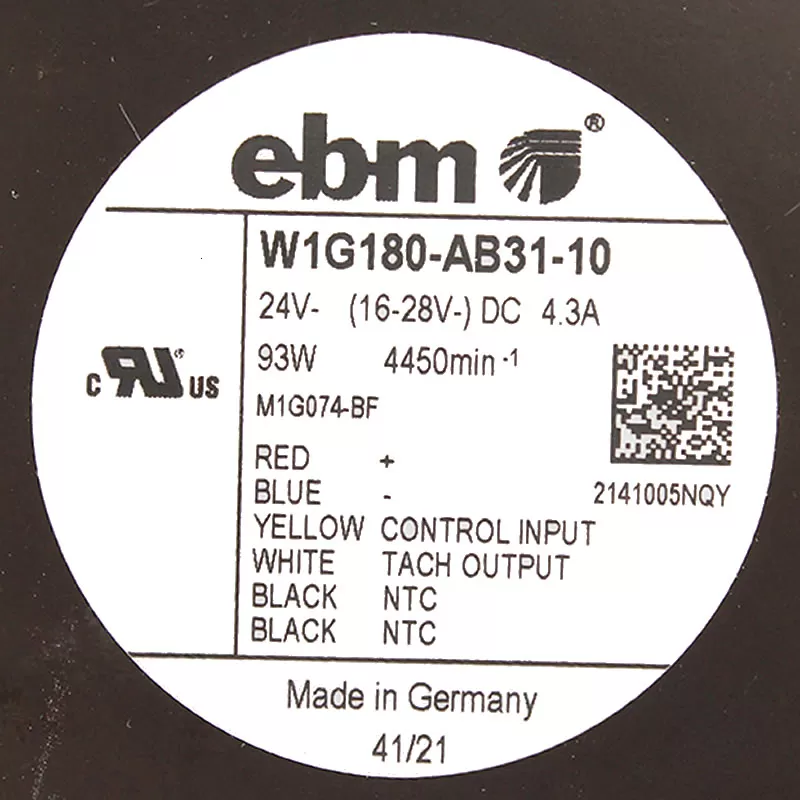 ebm ®
W1G180-AB31-10
24V- (16-28V-) DC 4.3A
93W 4450min -1
M1G074-BF
C RU ® US
RED +
BLUE -
2141005NQY
YELLOW CONTROL INPUT
WHITE TACH OUTPUT
BLACK NTC
BLACK NTC
Made in Germany
41/21